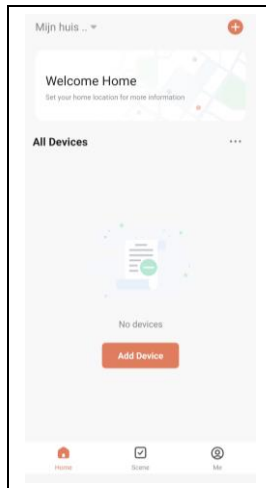 Mijn huis ..
Welcome Home
Set your home location for more information
All Devices
No devices
Add Device
Home
Scene
Me